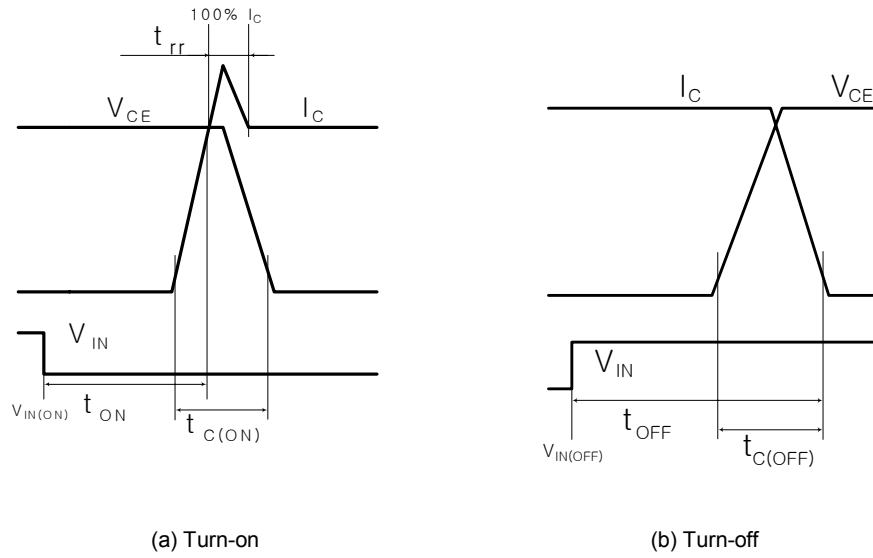 100% I_C
t_rr
V_CE
I_C
V_IN
V_IN(ON)
t_ON
t_C(ON)
(a) Turn-on
I_C
V_CE
V_IN
V_IN(OFF)
t_OFF
t_C(OFF)
(b) Turn-off